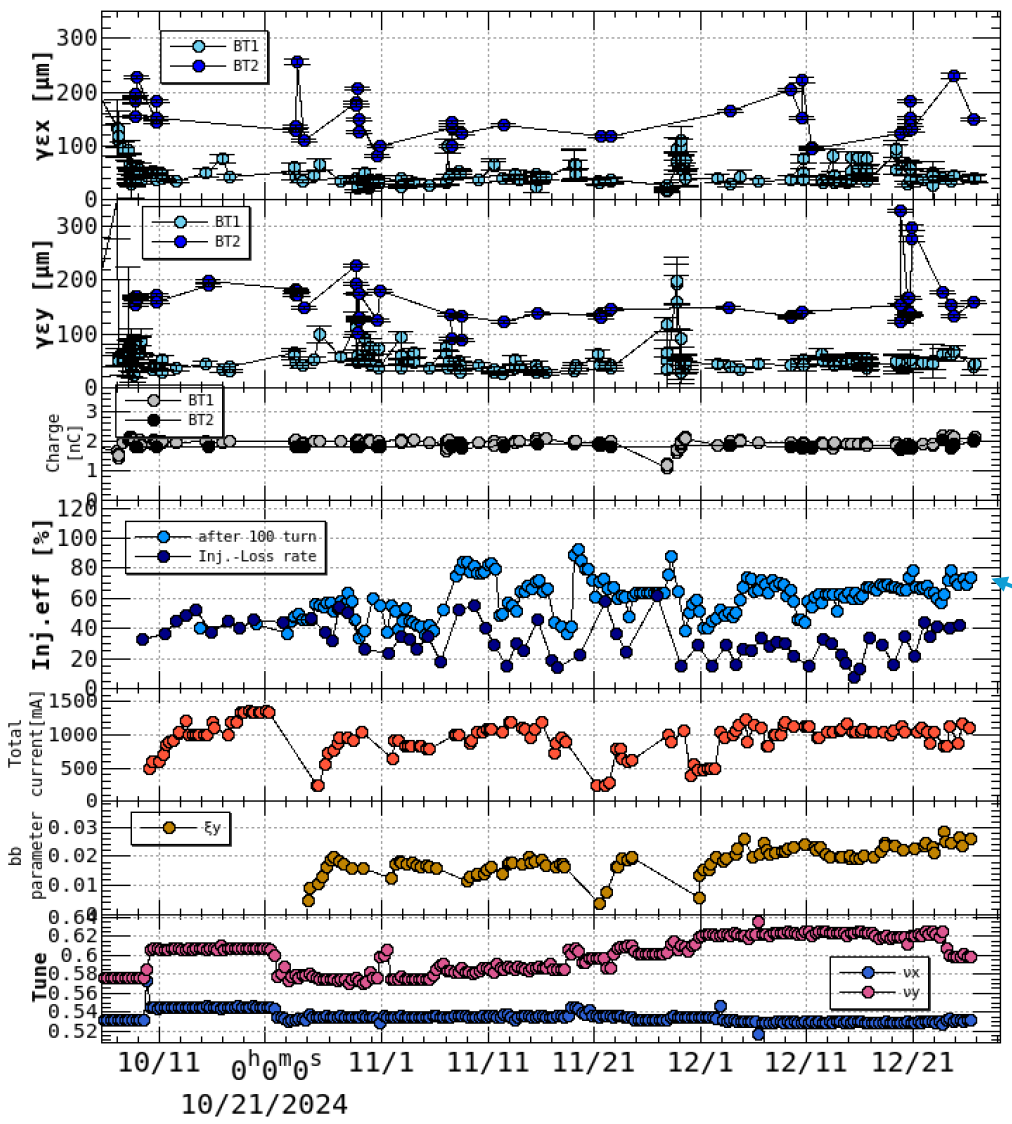 γεx [μm]
300
200
100
0
BT1
BT2
γεy [μm]
300
200
100
0
BT1
BT2
Charge
[nC]
3
2
1
0
BT1
BT2
Inj.eff [%]
120
100
80
60
40
20
0
after 100 turn
Inj.-Loss rate
Total
current[mA]
1500
1000
500
0
bb
parameter
0.03
0.02
0.01
0
ξy
Tune
0.64
0.62
0.6
0.58
0.56
0.54
0.52
νx
νy
10/11 0h0m0s 11/1 11/11 11/21 12/1 12/11 12/21
10/21/2024